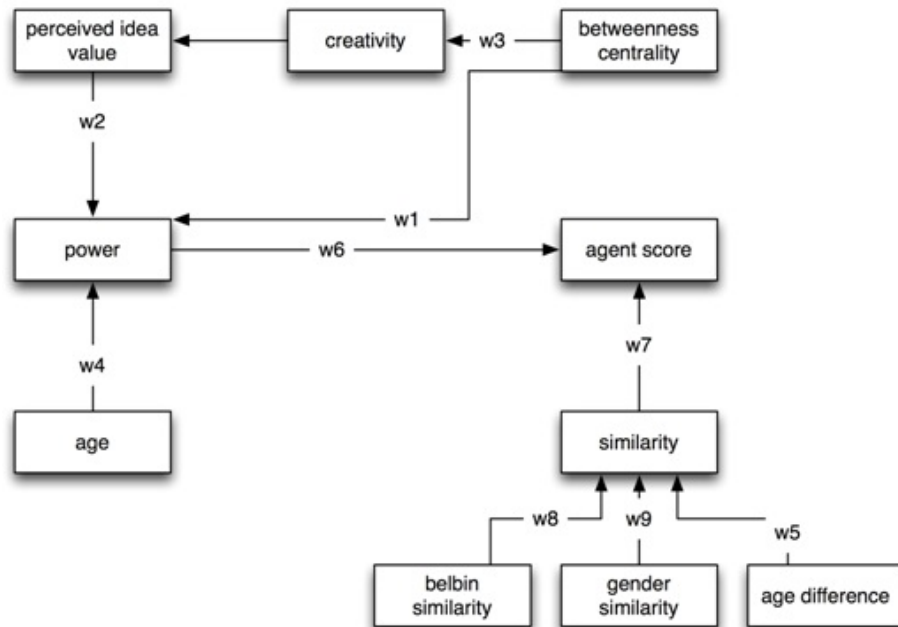 perceived idea
value
creativity
w3
betweenness
centrality
w2
w1
power
w6
agent score
w4
w7
age
similarity
w8
w9
w5
belbin
similarity
gender
similarity
age difference